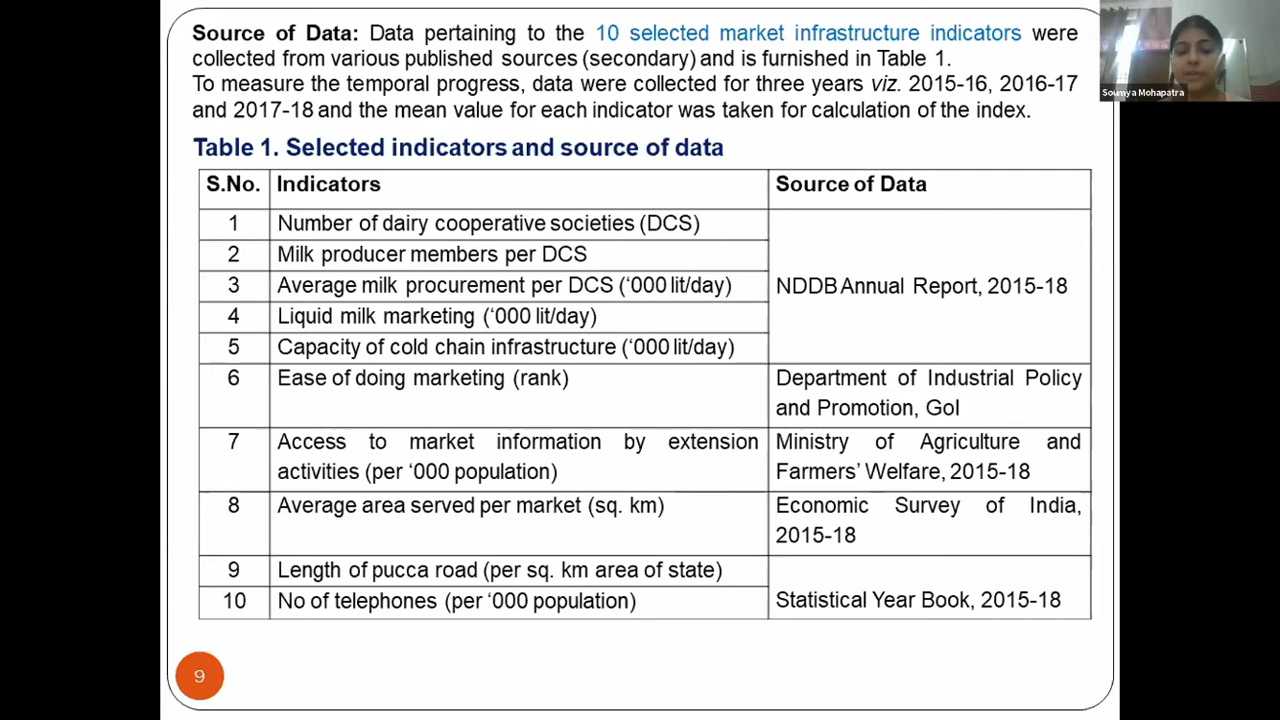 Source of Data: Data pertaining to the 10 selected market infrastructure indicators were
collected from various published sources (secondary) and is furnished in Table 1.
To measure the temporal progress, data were collected for three years viz. 2015-16, 2016-17
and 2017-18 and the mean value for each indicator was taken for calculation of the index.
Soumya Mohapatra
Table 1. Selected indicators and source of data
S.No. Indicators Source of Data
1 Number of dairy cooperative societies (DCS)
2 Milk producer members per DCS
3 Average milk procurement per DCS ('000 lit/day) NDDB Annual Report, 2015-18
4 Liquid milk marketing ('000 lit/day)
5 Capacity of cold chain infrastructure ('000 lit/day)
6 Ease of doing marketing (rank) Department of Industrial Policy
and Promotion, GoI
7 Access to market information by extension Ministry of Agriculture and
activities (per '000 population) Farmers' Welfare, 2015-18
8 Average area served per market (sq. km) Economic Survey of India,
2015-18
9 Length of pucca road (per sq. km area of state)
10 No of telephones (per '000 population) Statistical Year Book, 2015-18
9